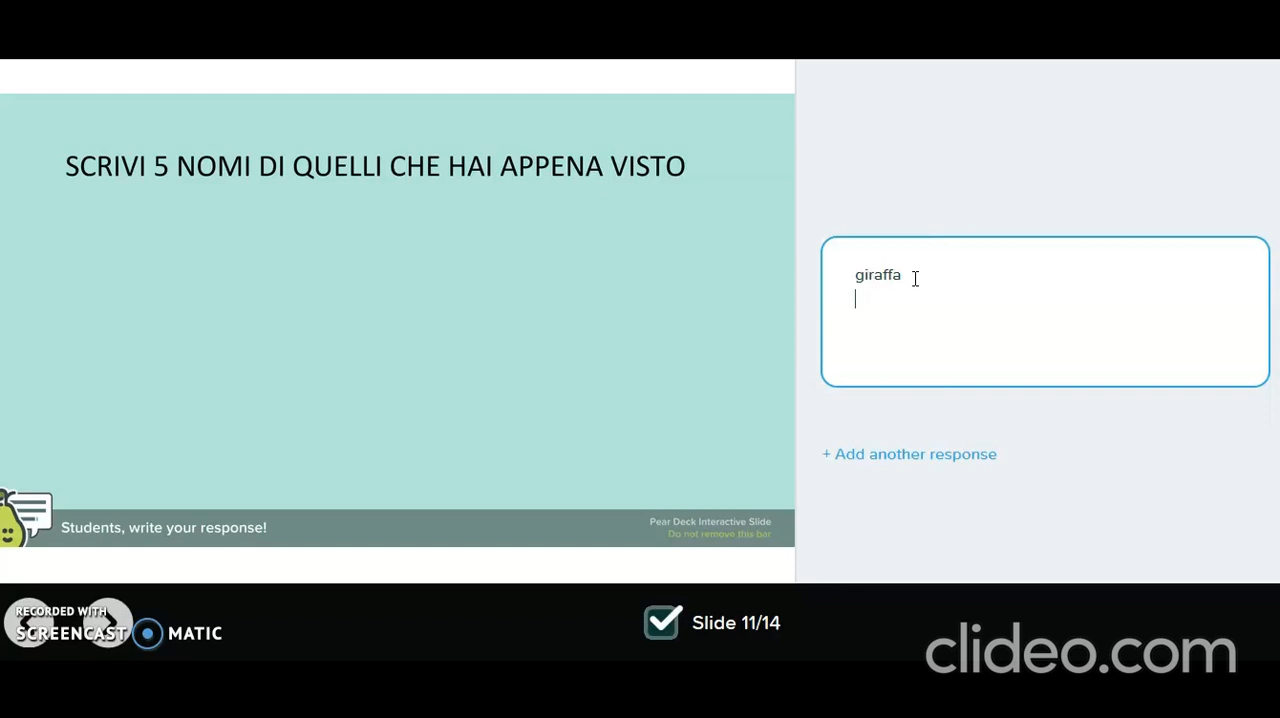 SCRIVI 5 NOMI DI QUELLI CHE HAI APPENA VISTO
giraffa
+ Add another response
Students, write your response!
Pear Deck Interactive Slide
Do not remove this bar
RECORDED WITH
SCREENCAST MATIC
Slide 11/14
clideo.com